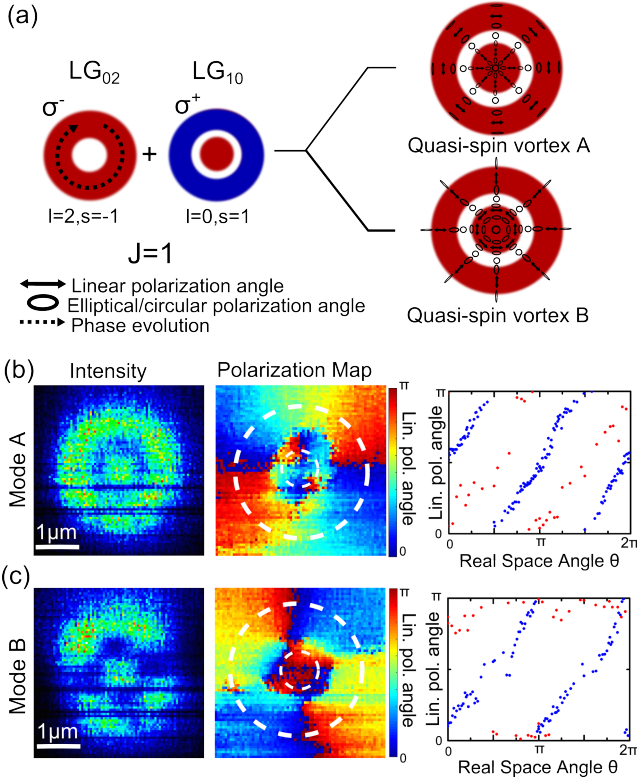 (a)
LG02 LG10
σ- σ+
+
l=2,s=-1 l=0,s=1
J=1
Linear polarization angle
Elliptical/circular polarization angle
Phase evolution
Quasi-spin vortex A
Quasi-spin vortex B
(b) Intensity Polarization Map
Mode A
1μm
π
Lin. pol. angle
0
π
Lin. pol. angle
0
0 π 2π
Real Space Angle θ
(c)
Mode B
1μm
π
Lin. pol. angle
0
π
Lin. pol. angle
0
0 π 2π
Real Space Angle θ